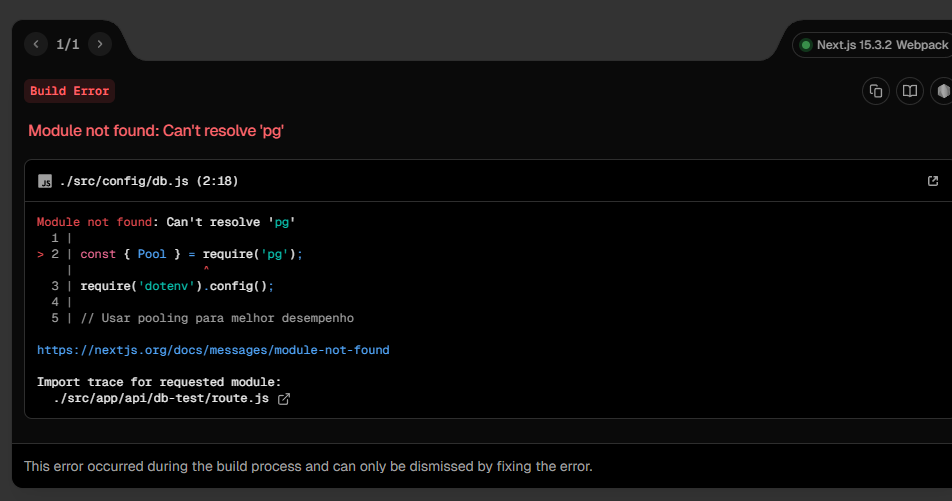 1/1
Next.js 15.3.2 Webpack
Build Error
Module not found: Can't resolve 'pg'
JS ./src/config/db.js (2:18)
Module not found: Can't resolve 'pg'
1 |
> 2 | const { Pool } = require('pg');
| ^
3 | require('dotenv').config();
4 |
5 | // Usar pooling para melhor desempenho
https://nextjs.org/docs/messages/module-not-found
Import trace for requested module:
./src/app/api/db-test/route.js
This error occurred during the build process and can only be dismissed by fixing the error.